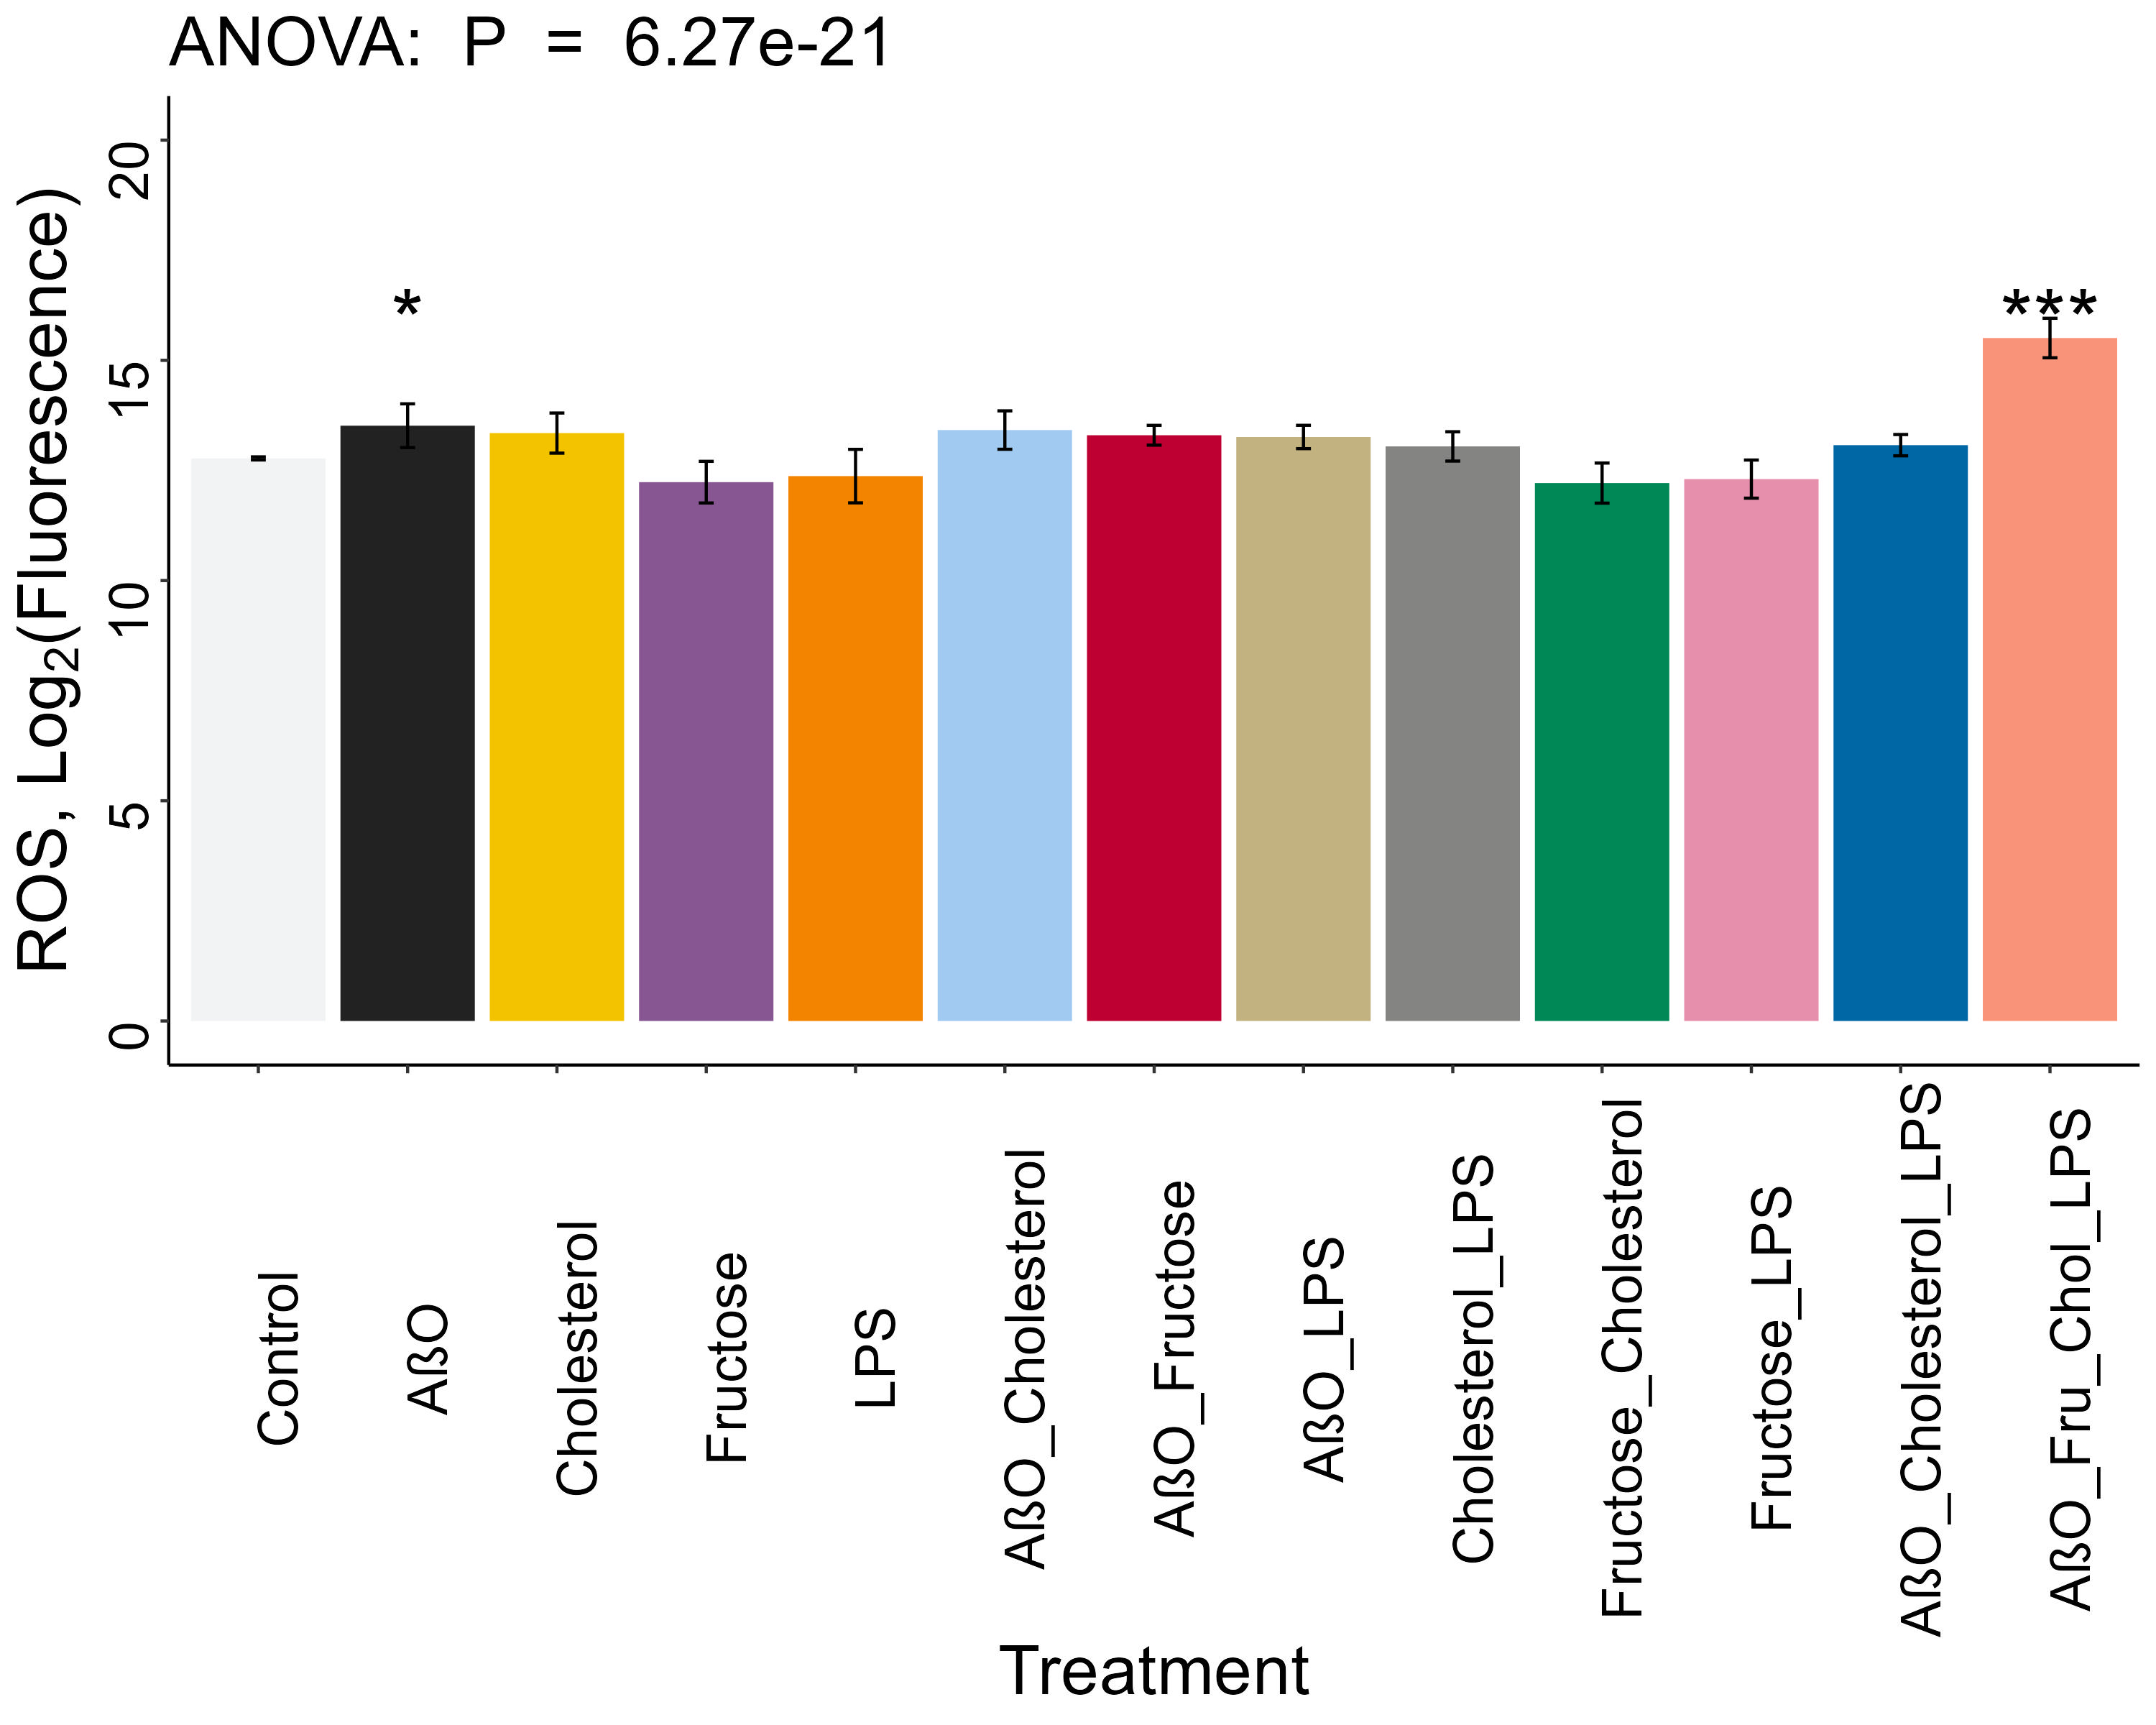 ANOVA: P = 6.27e-21
ROS, Log₂(Fluorescence)
20
15
10
5
0
*
***
Control
AßO
Cholesterol
Fructose
LPS
AßO_Cholesterol
AßO_Fructose
AßO_LPS
Cholesterol_LPS
Fructose_Cholesterol
Fructose_LPS
AßO_Cholesterol_LPS
AßO_Fru_Chol_LPS
Treatment